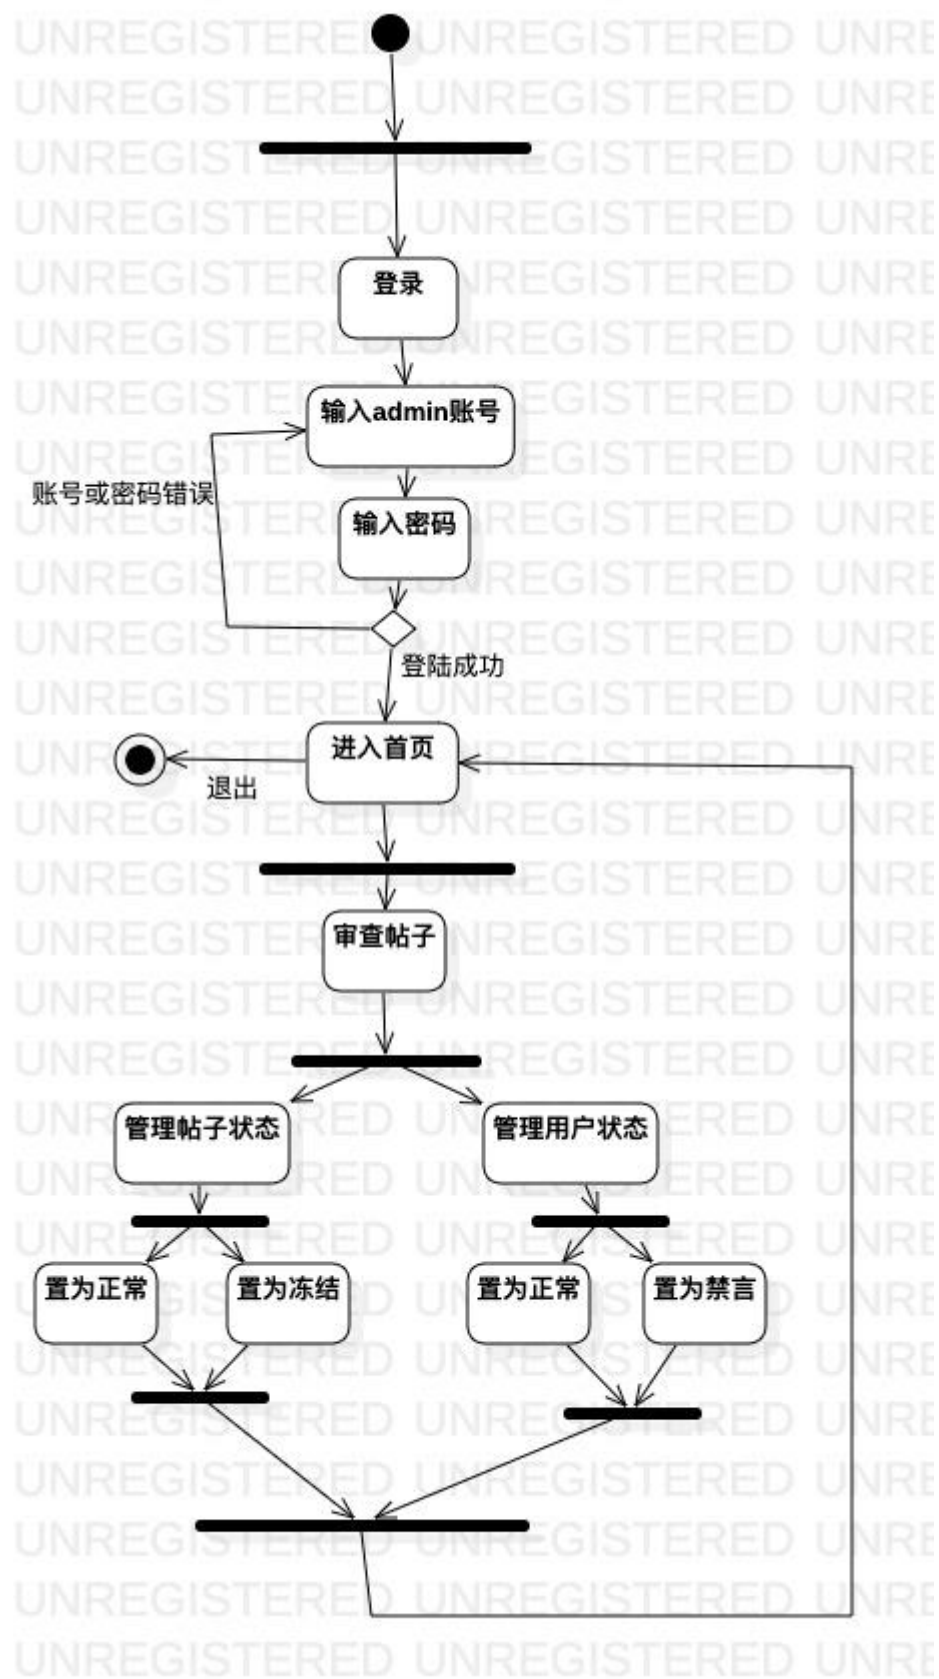 UNREGISTERED UNREGISTERED UNRE
登录
输入admin账号
账号或密码错误
输入密码
登陆成功
进入首页
退出
审查帖子
管理帖子状态
管理用户状态
置为正常
置为冻结
置为正常
置为禁言